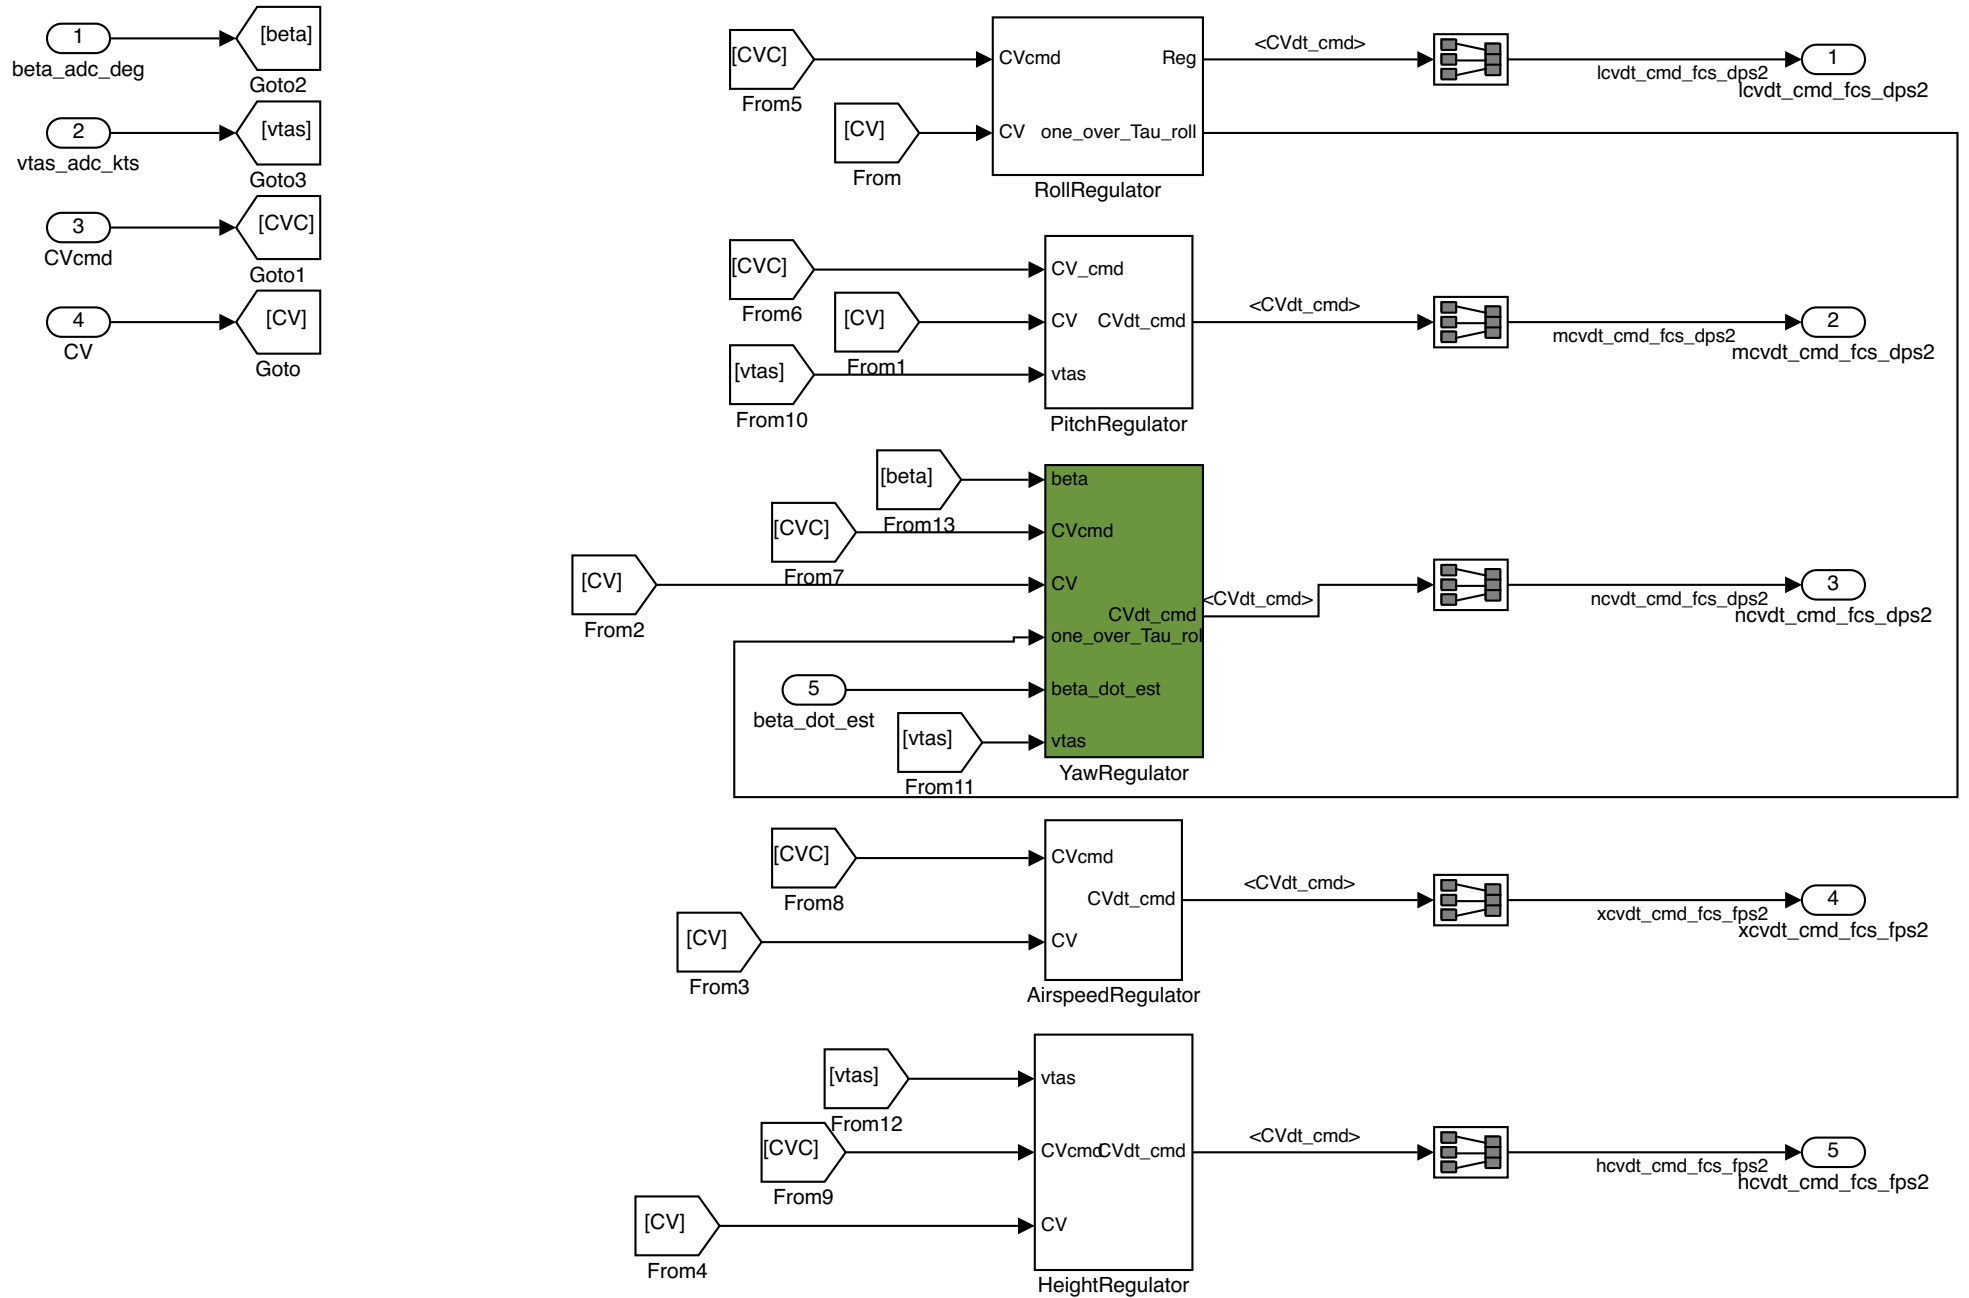 1
beta_adc_deg
[beta]
Goto2
2
vtas_adc_kts
[vtas]
Goto3
3
CVcmd
[CVC]
Goto1
4
CV
[CV]
Goto
[CVC]
From5
[CV]
From
CVcmd
Reg
CV
one_over_Tau_roll
RollRegulator
<CVdt_cmd>
lcvdt_cmd_fcs_dps2
1
lcvdt_cmd_fcs_dps2
[CVC]
From6
[CV]
From1
[vtas]
From10
CV_cmd
CV
CVdt_cmd
vtas
PitchRegulator
<CVdt_cmd>
mcvdt_cmd_fcs_dps2
2
mcvdt_cmd_fcs_dps2
[beta]
From13
[CVC]
From7
[CV]
From2
5
beta_dot_est
[vtas]
From11
beta
CVcmd
CV
CVdt_cmd
one_over_Tau_rol
beta_dot_est
vtas
YawRegulator
<CVdt_cmd>
ncvdt_cmd_fcs_dps2
3
ncvdt_cmd_fcs_dps2
[CVC]
From8
[CV]
From3
CVcmd
CVdt_cmd
CV
AirspeedRegulator
<CVdt_cmd>
xcvdt_cmd_fcs_fps2
4
xcvdt_cmd_fcs_fps2
[vtas]
From12
[CVC]
From9
[CV]
From4
vtas
CVcmd
CVdt_cmd
CV
HeightRegulator
<CVdt_cmd>
hcvdt_cmd_fcs_fps2
5
hcvdt_cmd_fcs_fps2